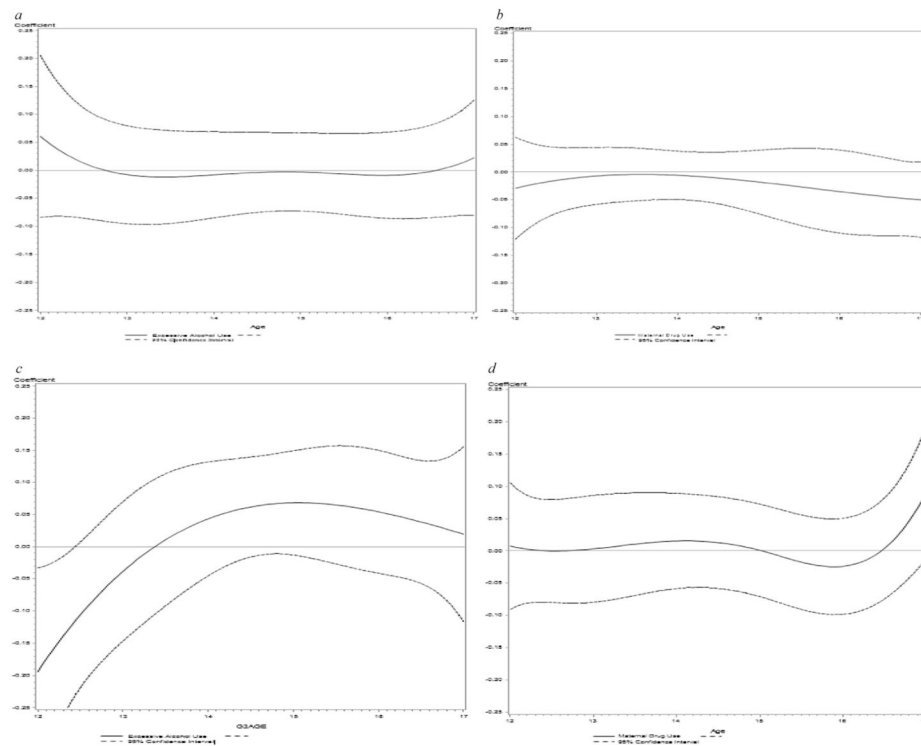 a
Coefficient
0.25
0.20
0.15
0.10
0.05
0.00
-0.05
-0.10
-0.15
-0.20
-0.25
12 13 14 15 16 17
Age
Excessive Alcohol Use
95% Confidence Interval
b
Coefficient
0.25
0.20
0.15
0.10
0.05
0.00
-0.05
-0.10
-0.15
-0.20
-0.25
12 13 14 15 16 17
Age
Maternal Drug Use
95% Confidence Interval
c
Coefficient
0.25
0.20
0.15
0.10
0.05
0.00
-0.05
-0.10
-0.15
-0.20
-0.25
12 13 14 15 16 17
G3AGE
Excessive Alcohol Use
95% Confidence Interval
d
Coefficient
0.25
0.20
0.15
0.10
0.05
0.00
-0.05
-0.10
-0.15
-0.20
-0.25
12 13 14 15 16 17
Age
Maternal Drug Use
95% Confidence Interval